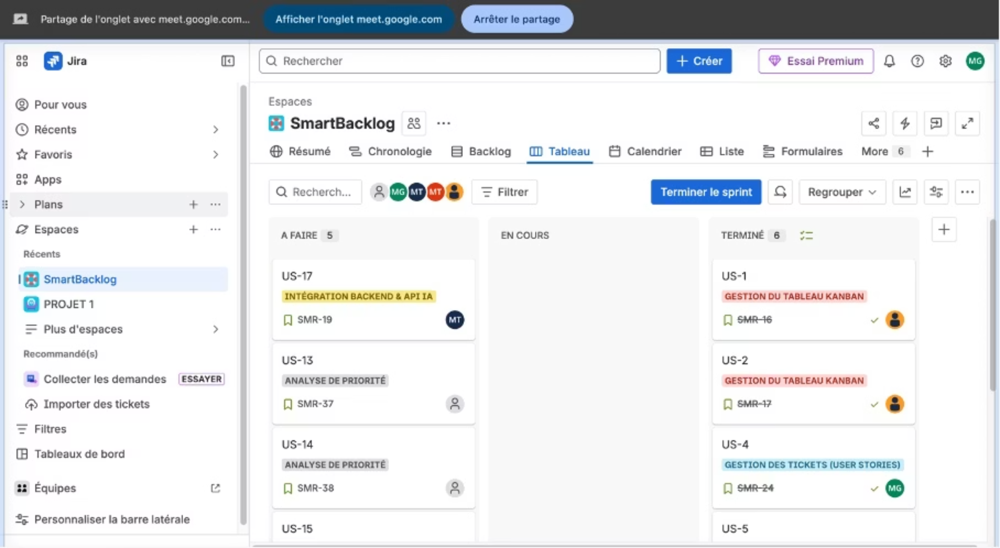 Partage de l'onglet avec meet.google.com...
Afficher l'onglet meet.google.com
Arrêter le partage
Jira
Rechercher
Créer
Essai Premium
MG
Pour vous
Récents
Favoris
Apps
Plans
Espaces
Récents
SmartBacklog
PROJET 1
Plus d'espaces
Recommandé(s)
Collecter les demandes ESSAYER
Importer des tickets
Filtres
Tableaux de bord
Équipes
Personnaliser la barre latérale
Espaces
SmartBacklog
Résumé Chronologie Backlog Tableau Calendrier Liste Formulaires More 6
Recherch... MG MT MT Filtrer Terminer le sprint Regrouper
A FAIRE 5
US-17
INTÉGRATION BACKEND & API IA
SMR-19 MT
US-13
ANALYSE DE PRIORITÉ
SMR-37
US-14
ANALYSE DE PRIORITÉ
SMR-38
US-15
EN COURS
TERMINÉ 6
US-1
GESTION DU TABLEAU KANBAN
SMR-16
US-2
GESTION DU TABLEAU KANBAN
SMR-17
US-4
GESTION DES TICKETS (USER STORIES)
SMR-24 MG
US-5